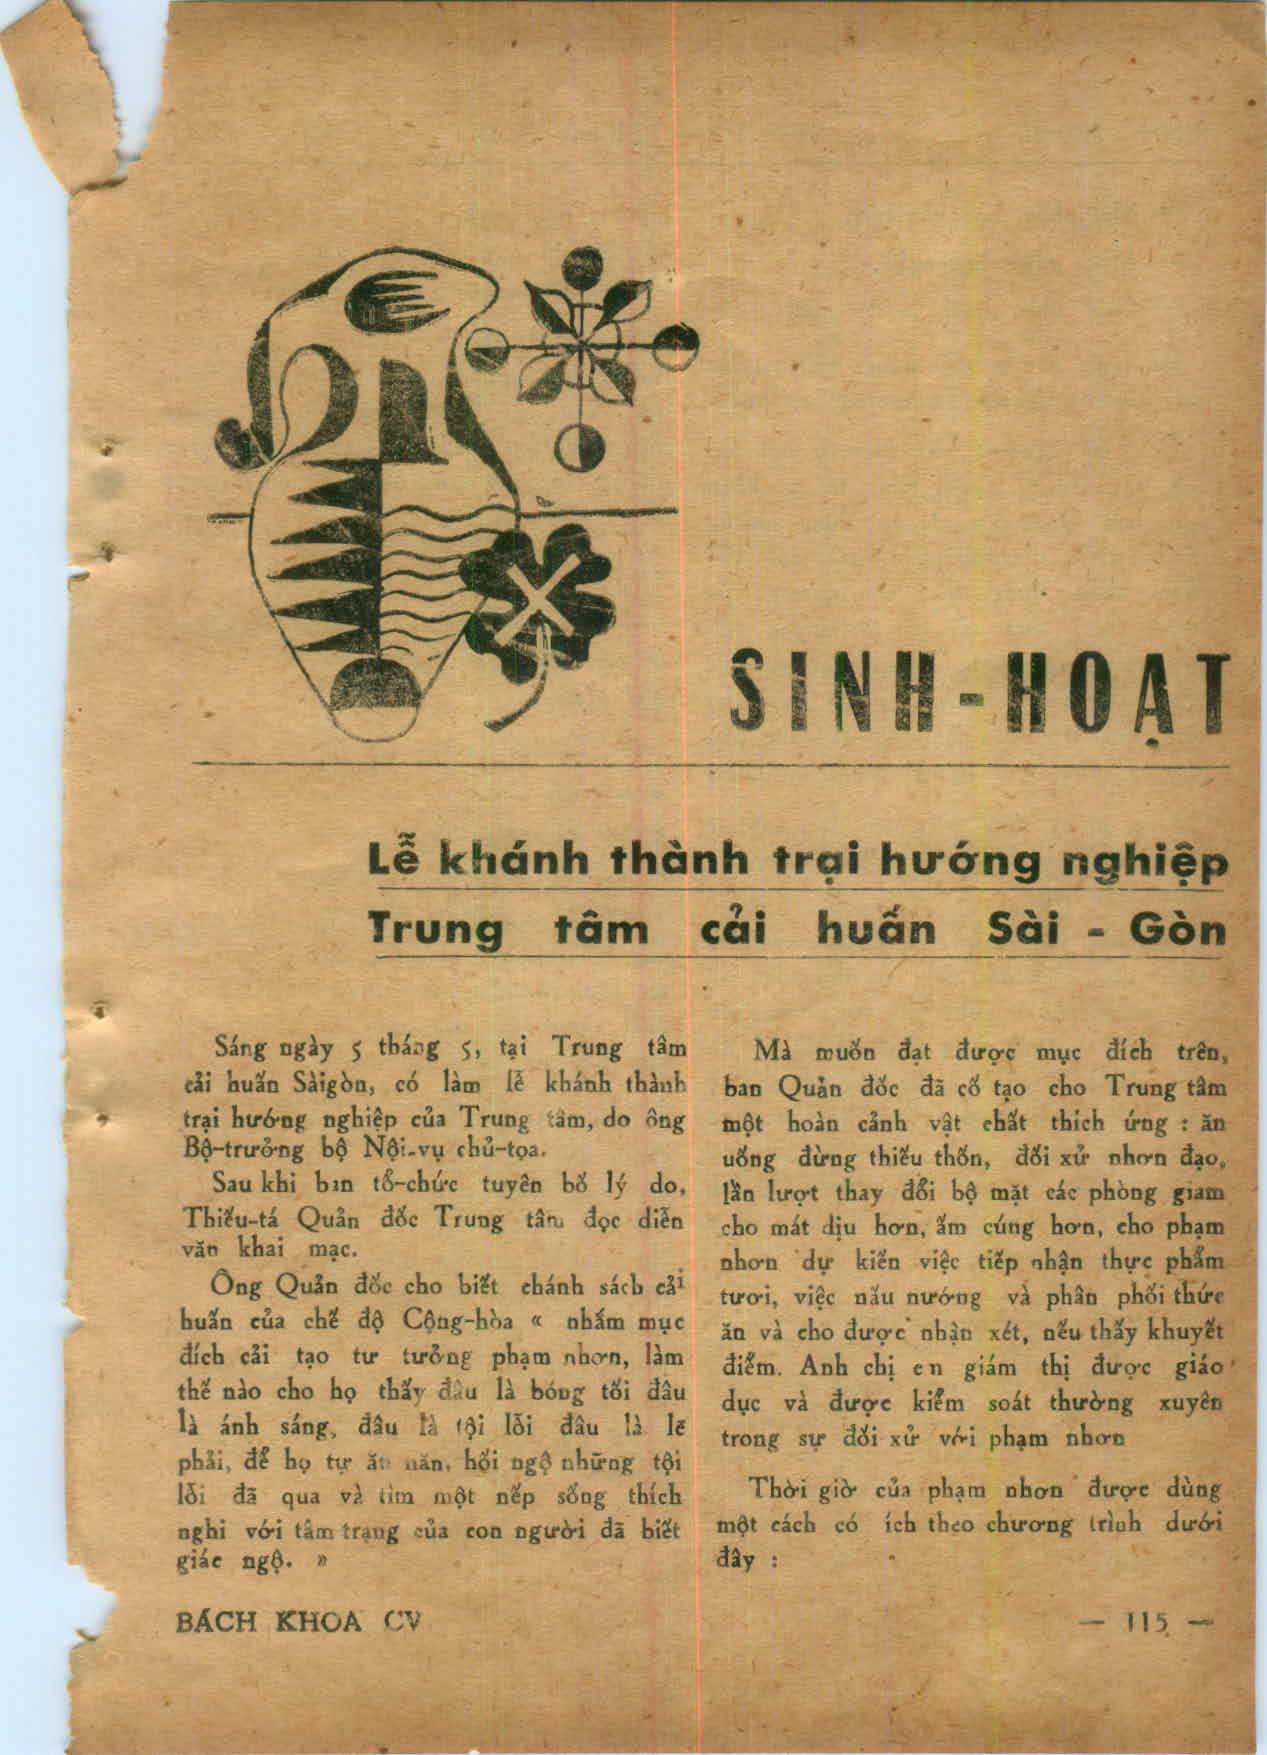 SINH-HOẠT
Lễ khánh thành trại hướng nghiệp
Trung tâm cải huấn Sài - Gòn
Sáng ngày 5 tháng 5, tại Trung tâm
cải huấn Sàigòn, có làm lễ khánh thành
trại hướng nghiệp của Trung tâm, do ông
Bộ-trưởng bộ Nội-vụ chủ-tọa.
Sau khi ban tổ-chức tuyên bố lý do,
Thiếu-tá Quản đốc Trung tâm đọc diễn
văn khai mạc.
Ông Quản đốc cho biết chánh sách cải
huấn của chế độ Cộng-hòa « nhắm mục
đích cải tạo tư tưởng phạm nhơn, làm
thế nào cho họ thấy đâu là bóng tối đâu
là ánh sáng, đâu là tội lỗi đâu là lẽ
phải, để họ tự ăn năn, hối ngộ những tội
lỗi đã qua và tìm một nếp sống thích
nghi với tâm trạng của con người đã biết
giác ngộ. »
Mà muốn đạt được mục đích trên,
ban Quản đốc đã cố tạo cho Trung tâm
một hoàn cảnh vật chất thích ứng : ăn
uống đừng thiếu thốn, đối xử nhơn đạo,
lần lượt thay đổi bộ mặt các phòng giam
cho mát dịu hơn, ấm cúng hơn, cho phạm
nhơn dự kiến việc tiếp nhận thực phẩm
tươi, việc nấu nướng và phân phối thức
ăn và cho được nhận xét, nếu thấy khuyết
điểm. Anh chị em giám thị được giáo
dục và được kiểm soát thường xuyên
trong sự đối xử với phạm nhơn
Thời giờ của phạm nhơn được dùng
một cách có ích theo chương trình dưới
đây :
BÁCH KHOA CV
— 115 —